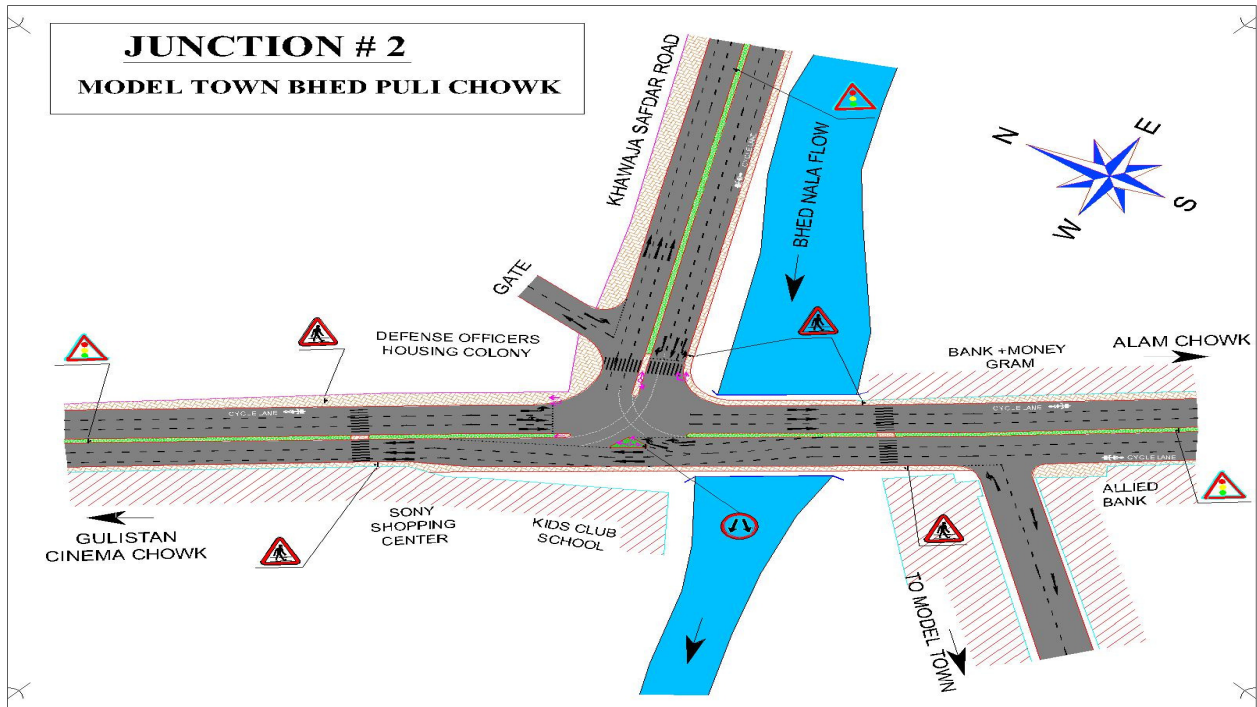 JUNCTION # 2
MODEL TOWN BHED PULI CHOWK
KHAWAJA SAFDAR ROAD
CYCLE LANE
BHED NALA FLOW
N
E
S
W
GATE
DEFENSE OFFICERS
HOUSING COLONY
BANK +MONEY
GRAM
ALAM CHOWK
CYCLE LANE
CYCLE LANE
CYCLE LANE
GULISTAN
CINEMA CHOWK
SONY
SHOPPING
CENTER
KIDS CLUB
SCHOOL
ALLIED
BANK
TO MODEL TOWN